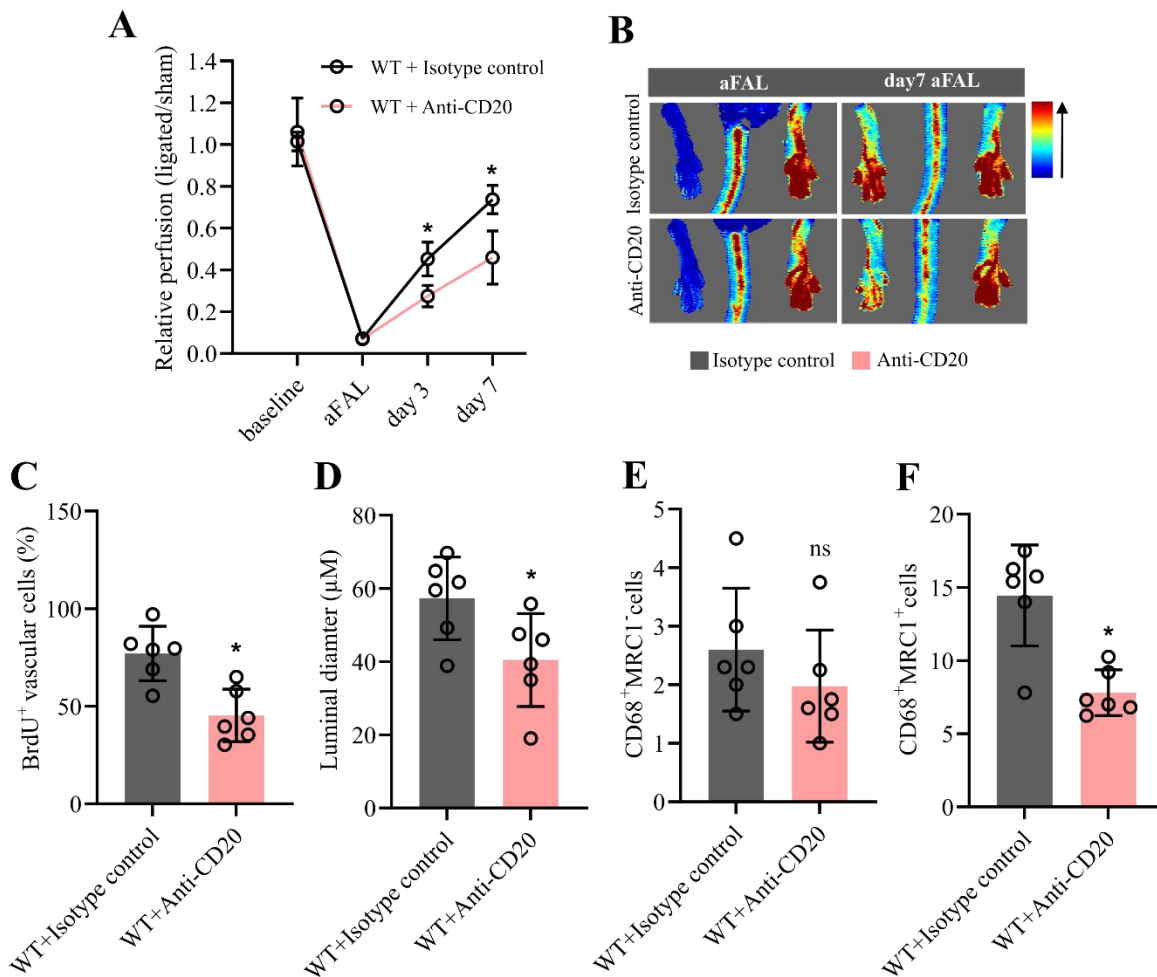 A
Relative perfusion (ligated/sham)
1.4
1.2
1.0
0.8
0.6
0.4
0.2
0.0
WT + Isotype control
WT + Anti-CD20
*
*
baseline
aFAL
day 3
day 7
B
aFAL
day7 aFAL
Isotype control
Anti-CD20
Isotype control
Anti-CD20
C
BrdU⁺ vascular cells (%)
150
100
50
0
*
WT+Isotype control
WT+Anti-CD20
D
Luminal diamter (µM)
80
60
40
20
0
*
WT+Isotype control
WT+Anti-CD20
E
CD68⁺MRC1⁻cells
5
4
3
2
1
0
ns
WT+Isotype control
WT+Anti-CD20
F
CD68⁺MRC1⁺cells
20
15
10
5
0
*
WT+Isotype control
WT+Anti-CD20